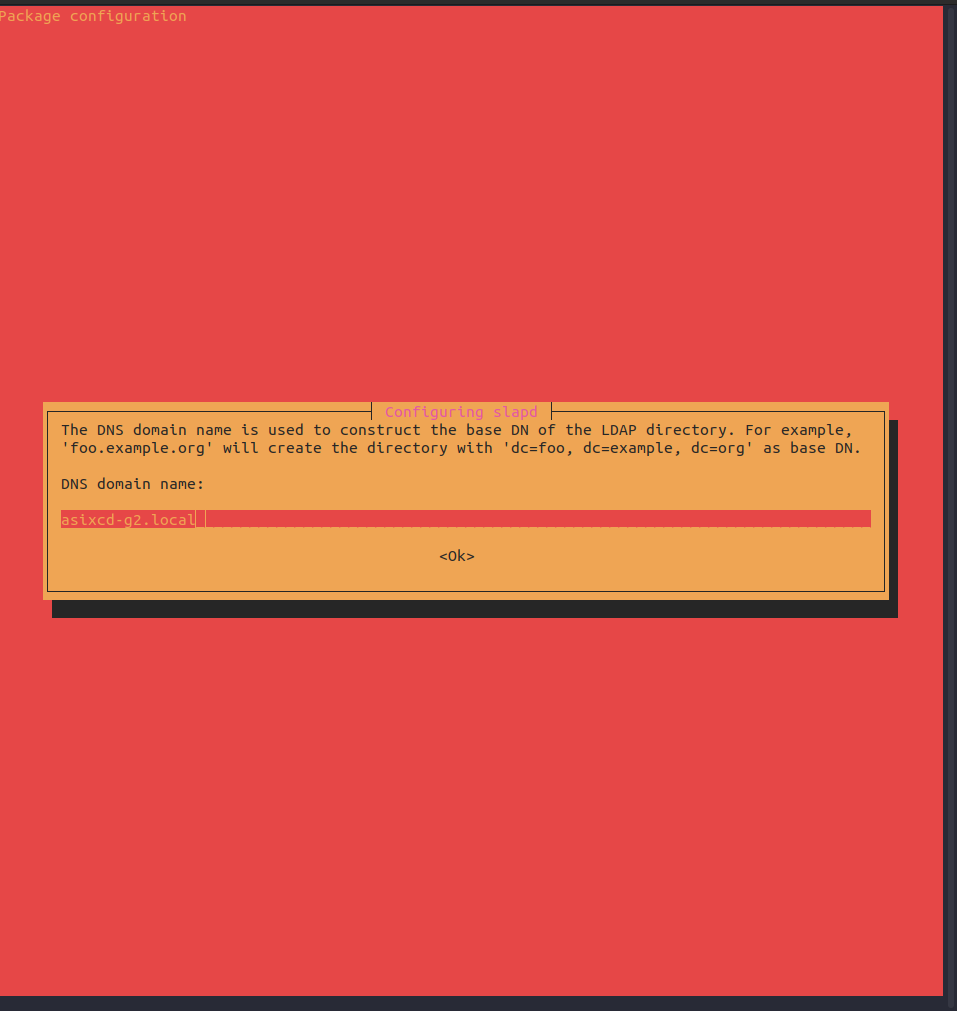 Package configuration
Configuring slapd
The DNS domain name is used to construct the base DN of the LDAP directory. For example,
'foo.example.org' will create the directory with 'dc=foo, dc=example, dc=org' as base DN.
DNS domain name:
asixcd-g2.local
<Ok>